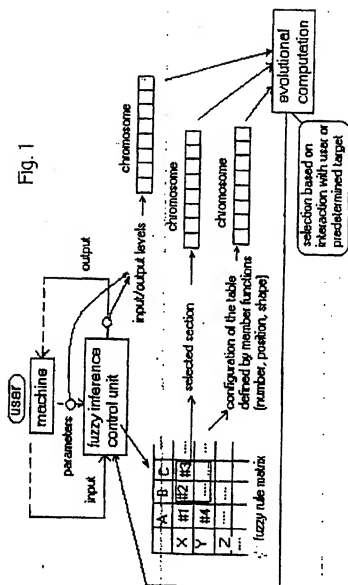 Fig. 1
user
machine
parameters
input
output
fuzzy inference
control unit
input/output levels
chromosome
A B C
X #1 #2 #3 ....
Y #4 .... ....
Z ....
....
fuzzy rule matrix
selected section
chromosome
configuration of the table
defined by member functions
(number, position, shape)
chromosome
evolutional
computation
selection based on
interaction with user or
predetermined target